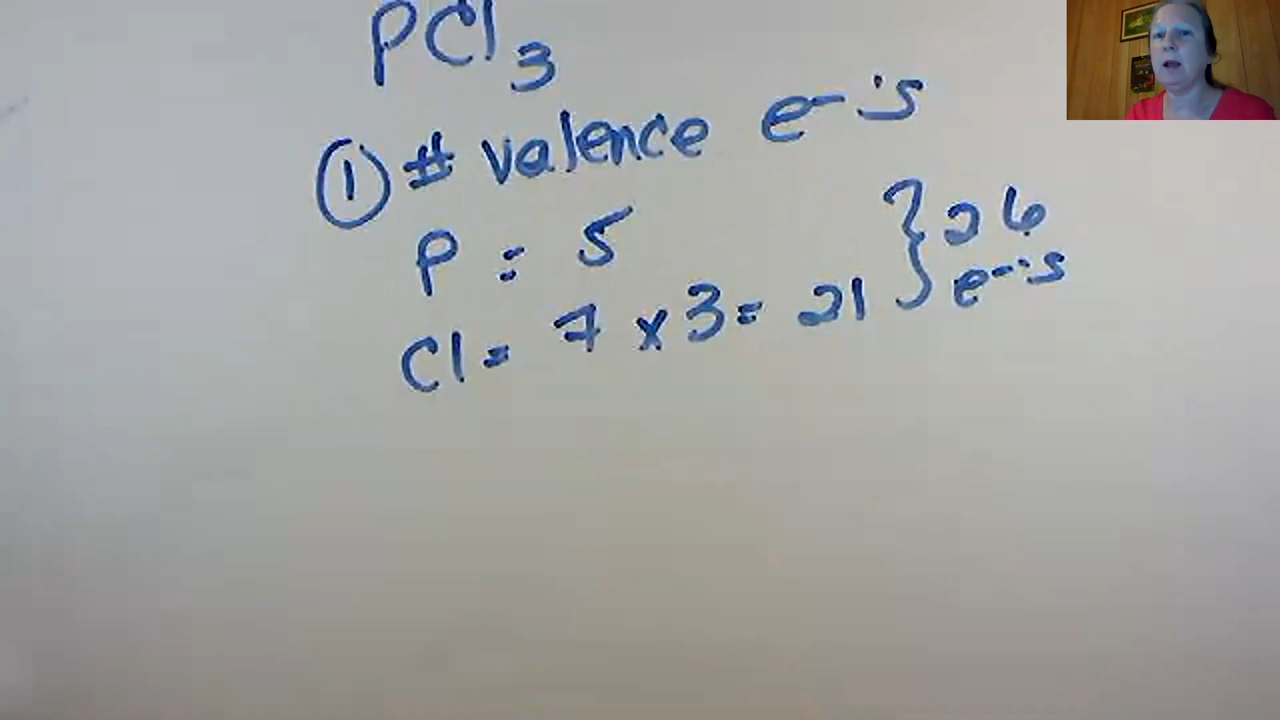 PCl3
① # valence e-'s
P = 5
Cl = 7 x 3 = 21 } 26 e-'s